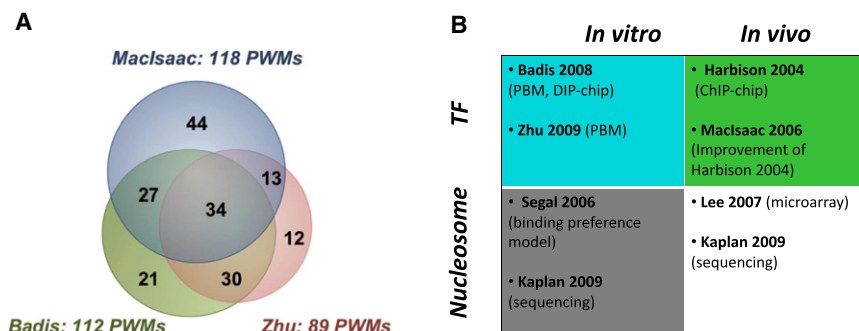 A
MacIsaac: 118 PWMs
44
27
13
34
12
21
30
Badis: 112 PWMs
Zhu: 89 PWMs
B
In vitro
In vivo
TF
• Badis 2008
(PBM, DIP-chip)
• Zhu 2009 (PBM)
• Harbison 2004
(ChIP-chip)
• MacIsaac 2006
(Improvement of
Harbison 2004)
Nucleosome
• Segal 2006
(binding preference
model)
• Kaplan 2009
(sequencing)
• Lee 2007 (microarray)
• Kaplan 2009
(sequencing)